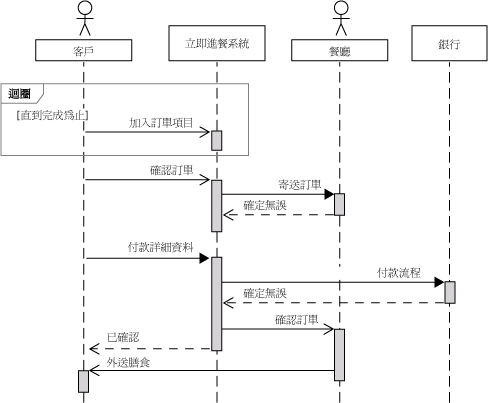 客戶
立即進餐系統
餐廳
銀行
迴圈
[直到完成為止]
加入訂單項目
確認訂單
寄送訂單
確定無誤
付款詳細資料
付款流程
確定無誤
確認訂單
已確認
外送膳食